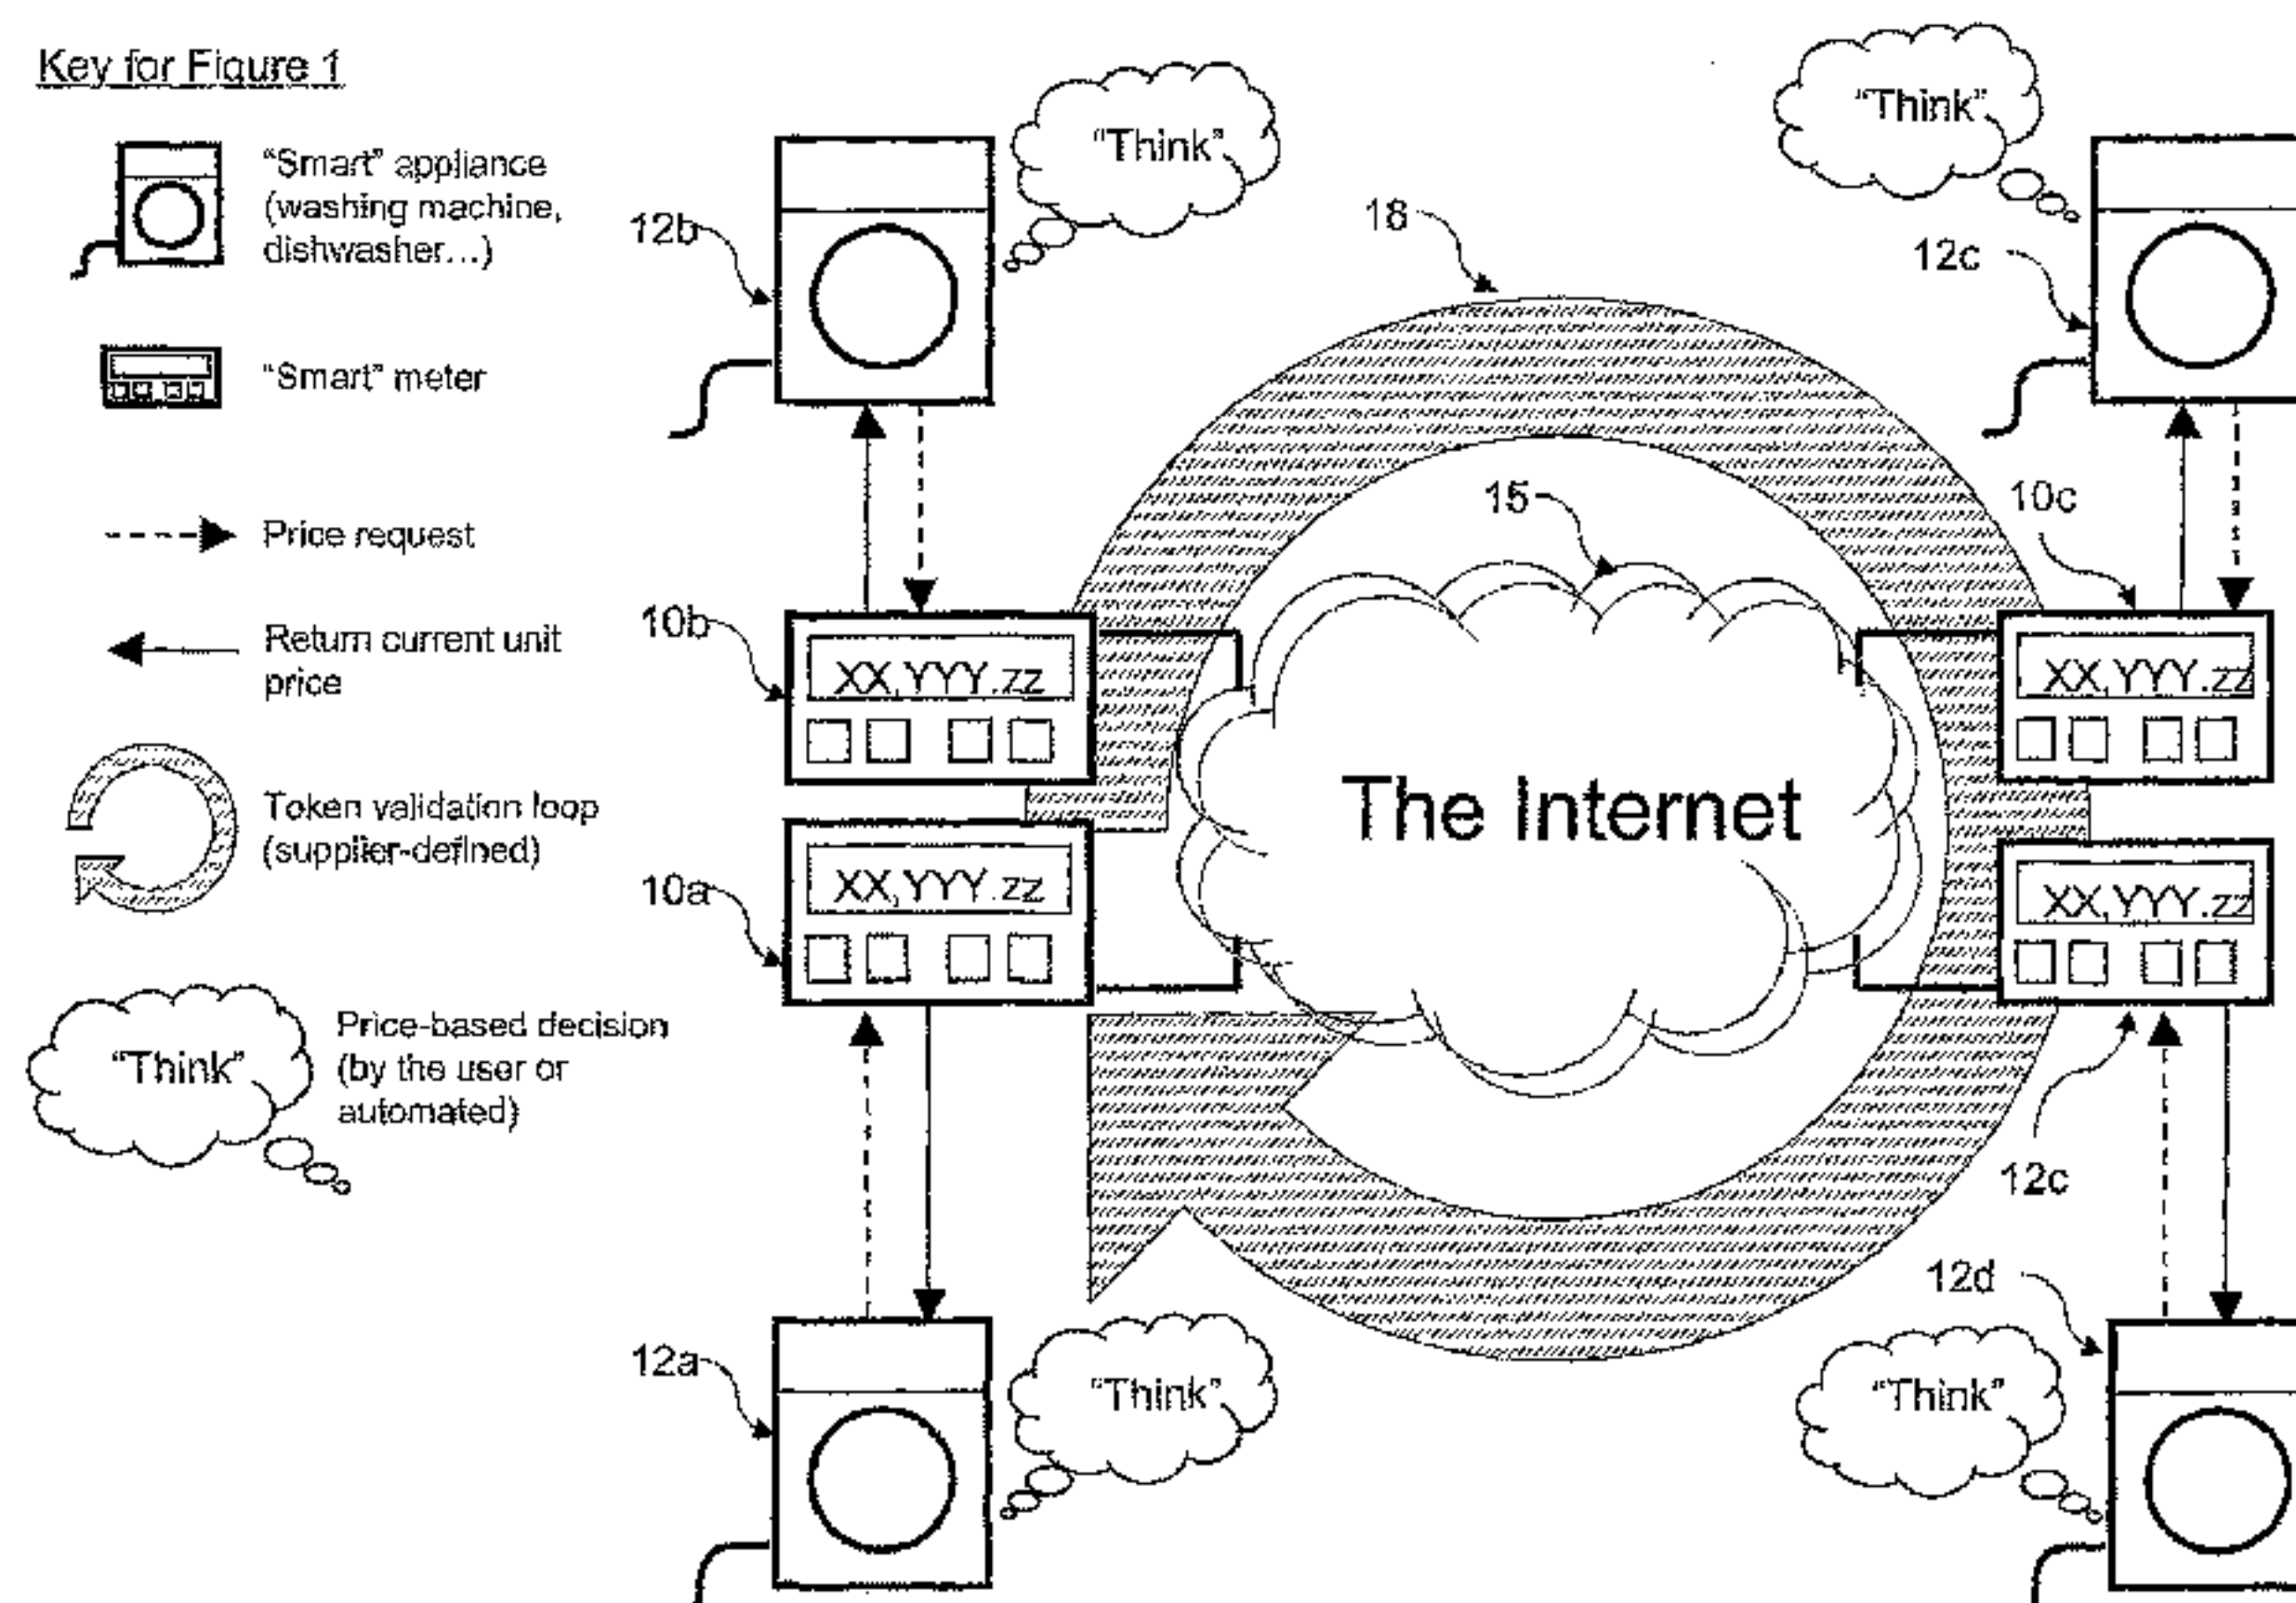 Key for Figure 1
"Smart" appliance
(washing machine,
dishwasher...)
"Smart" meter
Price request
Return current unit
price
Token validation loop
(supplier-defined)
"Think"
Price-based decision
(by the user or
automated)
12b
"Think"
18
"Think"
12c
15
10c
10b
XX,YYY.zz
XX,YYY.zz
The Internet
10a
XX,YYY.zz
XX,YYY.zz
12c
12d
12a
"Think"
"Think"